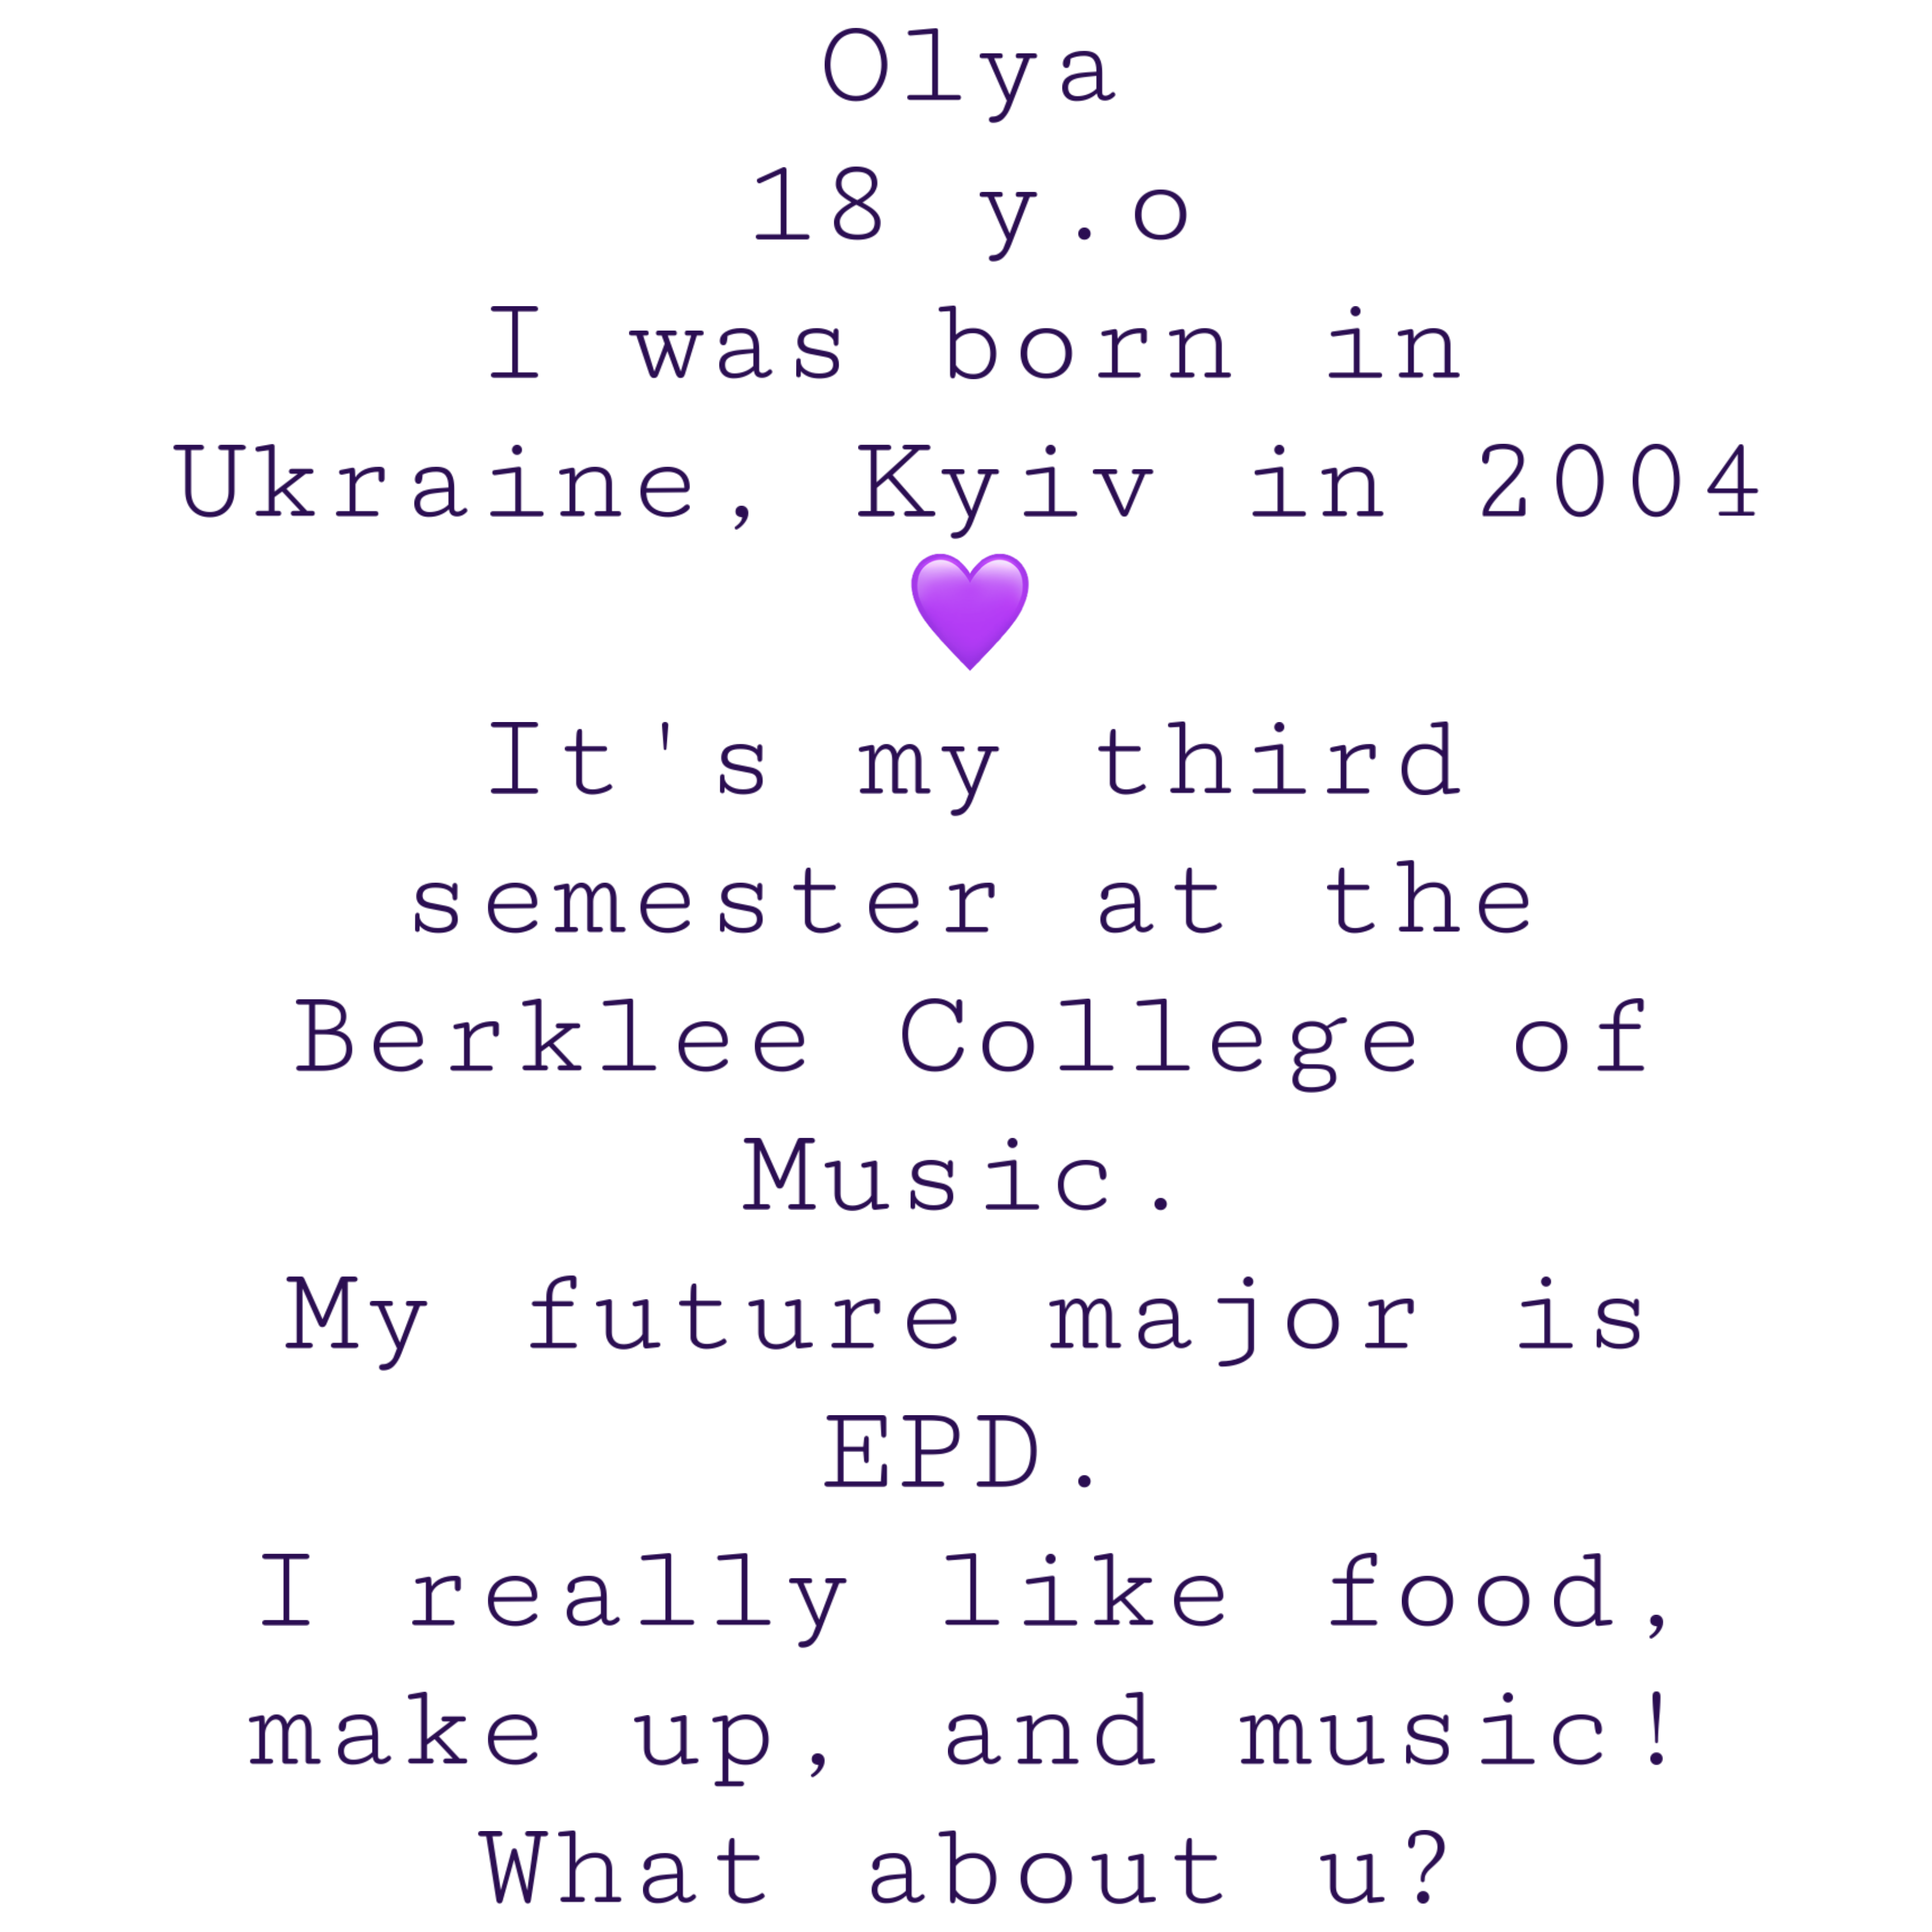 Olya
18 y.o
I was born in
Ukraine, Kyiv in 2004
💜
It's my third
semester at the
Berklee College of
Music.
My future major is
EPD.
I really like food,
make up, and music!
What about u?